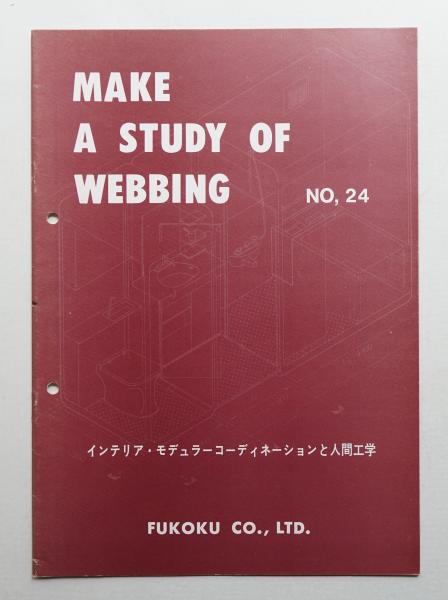 MAKE
A STUDY OF
WEBBING NO, 24
インテリア・モデュラーコーディネーションと人間工学
FUKOKU CO., LTD.